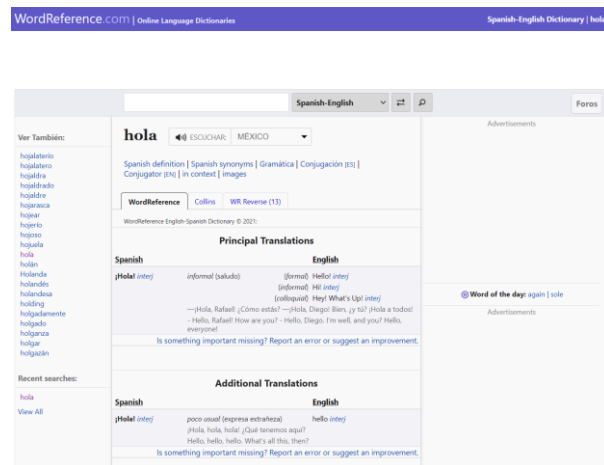 WordReference.com | Online Language Dictionaries
Spanish-English Dictionary | hola
Spanish-English
Foros
Ver También:
hojalaterio
hojalatero
hojaldra
hojaldrado
hojaldre
hojarasca
hojear
hojerío
hojoso
hojuela
hola
holán
Holanda
holandés
holandesa
holding
holgadamente
holgado
holganza
holgar
holgazán
Recent searches:
hola
View All
hola
ESCUCHAR:
MÉXICO
Spanish definition | Spanish synonyms | Gramática | Conjugación [ES] |
Conjugator [EN] | in context | images
WordReference
Collins
WR Reverse (13)
WordReference English-Spanish Dictionary © 2021:
Principal Translations
Spanish
English
¡Hola! interj informal (saludo) (formal) Hello! interj
(informal) Hi! interj
(colloquial) Hey! What's Up! interj
—¡Hola, Rafael! ¿Cómo estás? —¡Hola, Diego! Bien, ¿y tú? ¡Hola a todos!
- Hello, Rafael! How are you? - Hello, Diego. I'm well, and you? Hello,
everyone!
Is something important missing? Report an error or suggest an improvement.
Additional Translations
Spanish
English
¡Hola! interj poco usual (expresa extrañeza) hello interj
¡Hola, hola, hola! ¿Qué tenemos aquí?
Hello, hello, hello. What's all this, then?
Is something important missing? Report an error or suggest an improvement.
Advertisements
Word of the day: again | sole
Advertisements